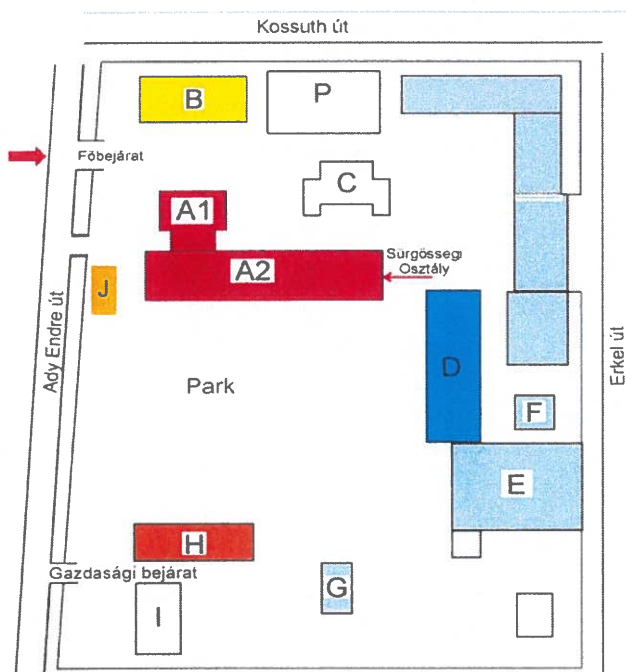 Kossuth út
B
P
Főbejárat
C
A1
Sürgősségi
Osztály
A2
J
Ady Endre út
D
Erkel út
Park
F
E
H
Gazdasági bejárat
G
I